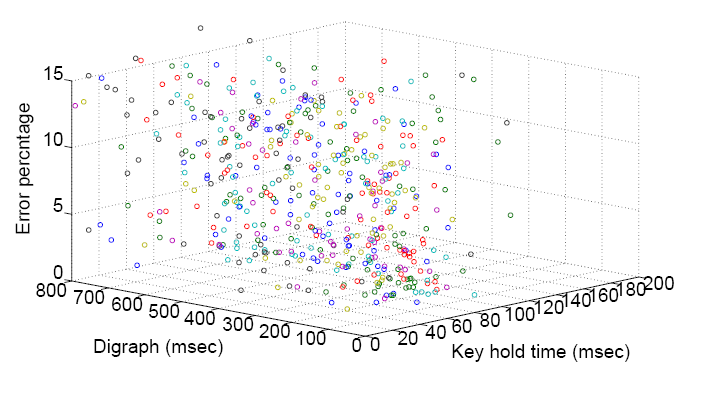 15
10
5
0
Error percntage
800 700 600 500 400 300 200 100 0
0 20 40 60 80 100 120 140 160 180 200
Digraph (msec)
Key hold time (msec)